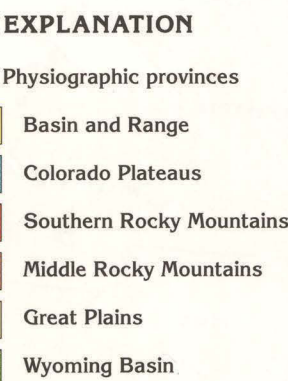 EXPLANATION
Physiographic provinces
Basin and Range
Colorado Plateaus
Southern Rocky Mountains
Middle Rocky Mountains
Great Plains
Wyoming Basin